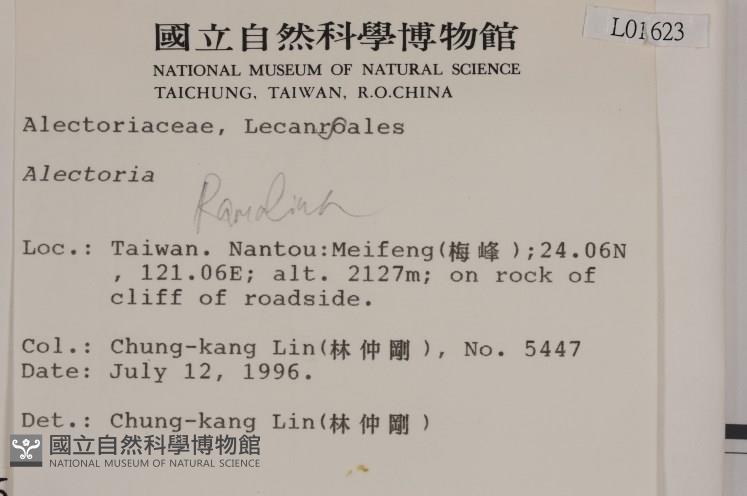 國立自然科學博物館
L01623
NATIONAL MUSEUM OF NATURAL SCIENCE
TAICHUNG, TAIWAN, R.O.CHINA
Alectoriaceae, Lecanroales
Alectoria
Ramalina
Loc.: Taiwan. Nantou:Meifeng(梅峰);24.06N
, 121.06E; alt. 2127m; on rock of
cliff of roadside.
Col.: Chung-kang Lin(林仲剛), No. 5447
Date: July 12, 1996.
Det.: Chung-kang Lin(林仲剛)
國立自然科學博物館
NATIONAL MUSEUM OF NATURAL SCIENCE